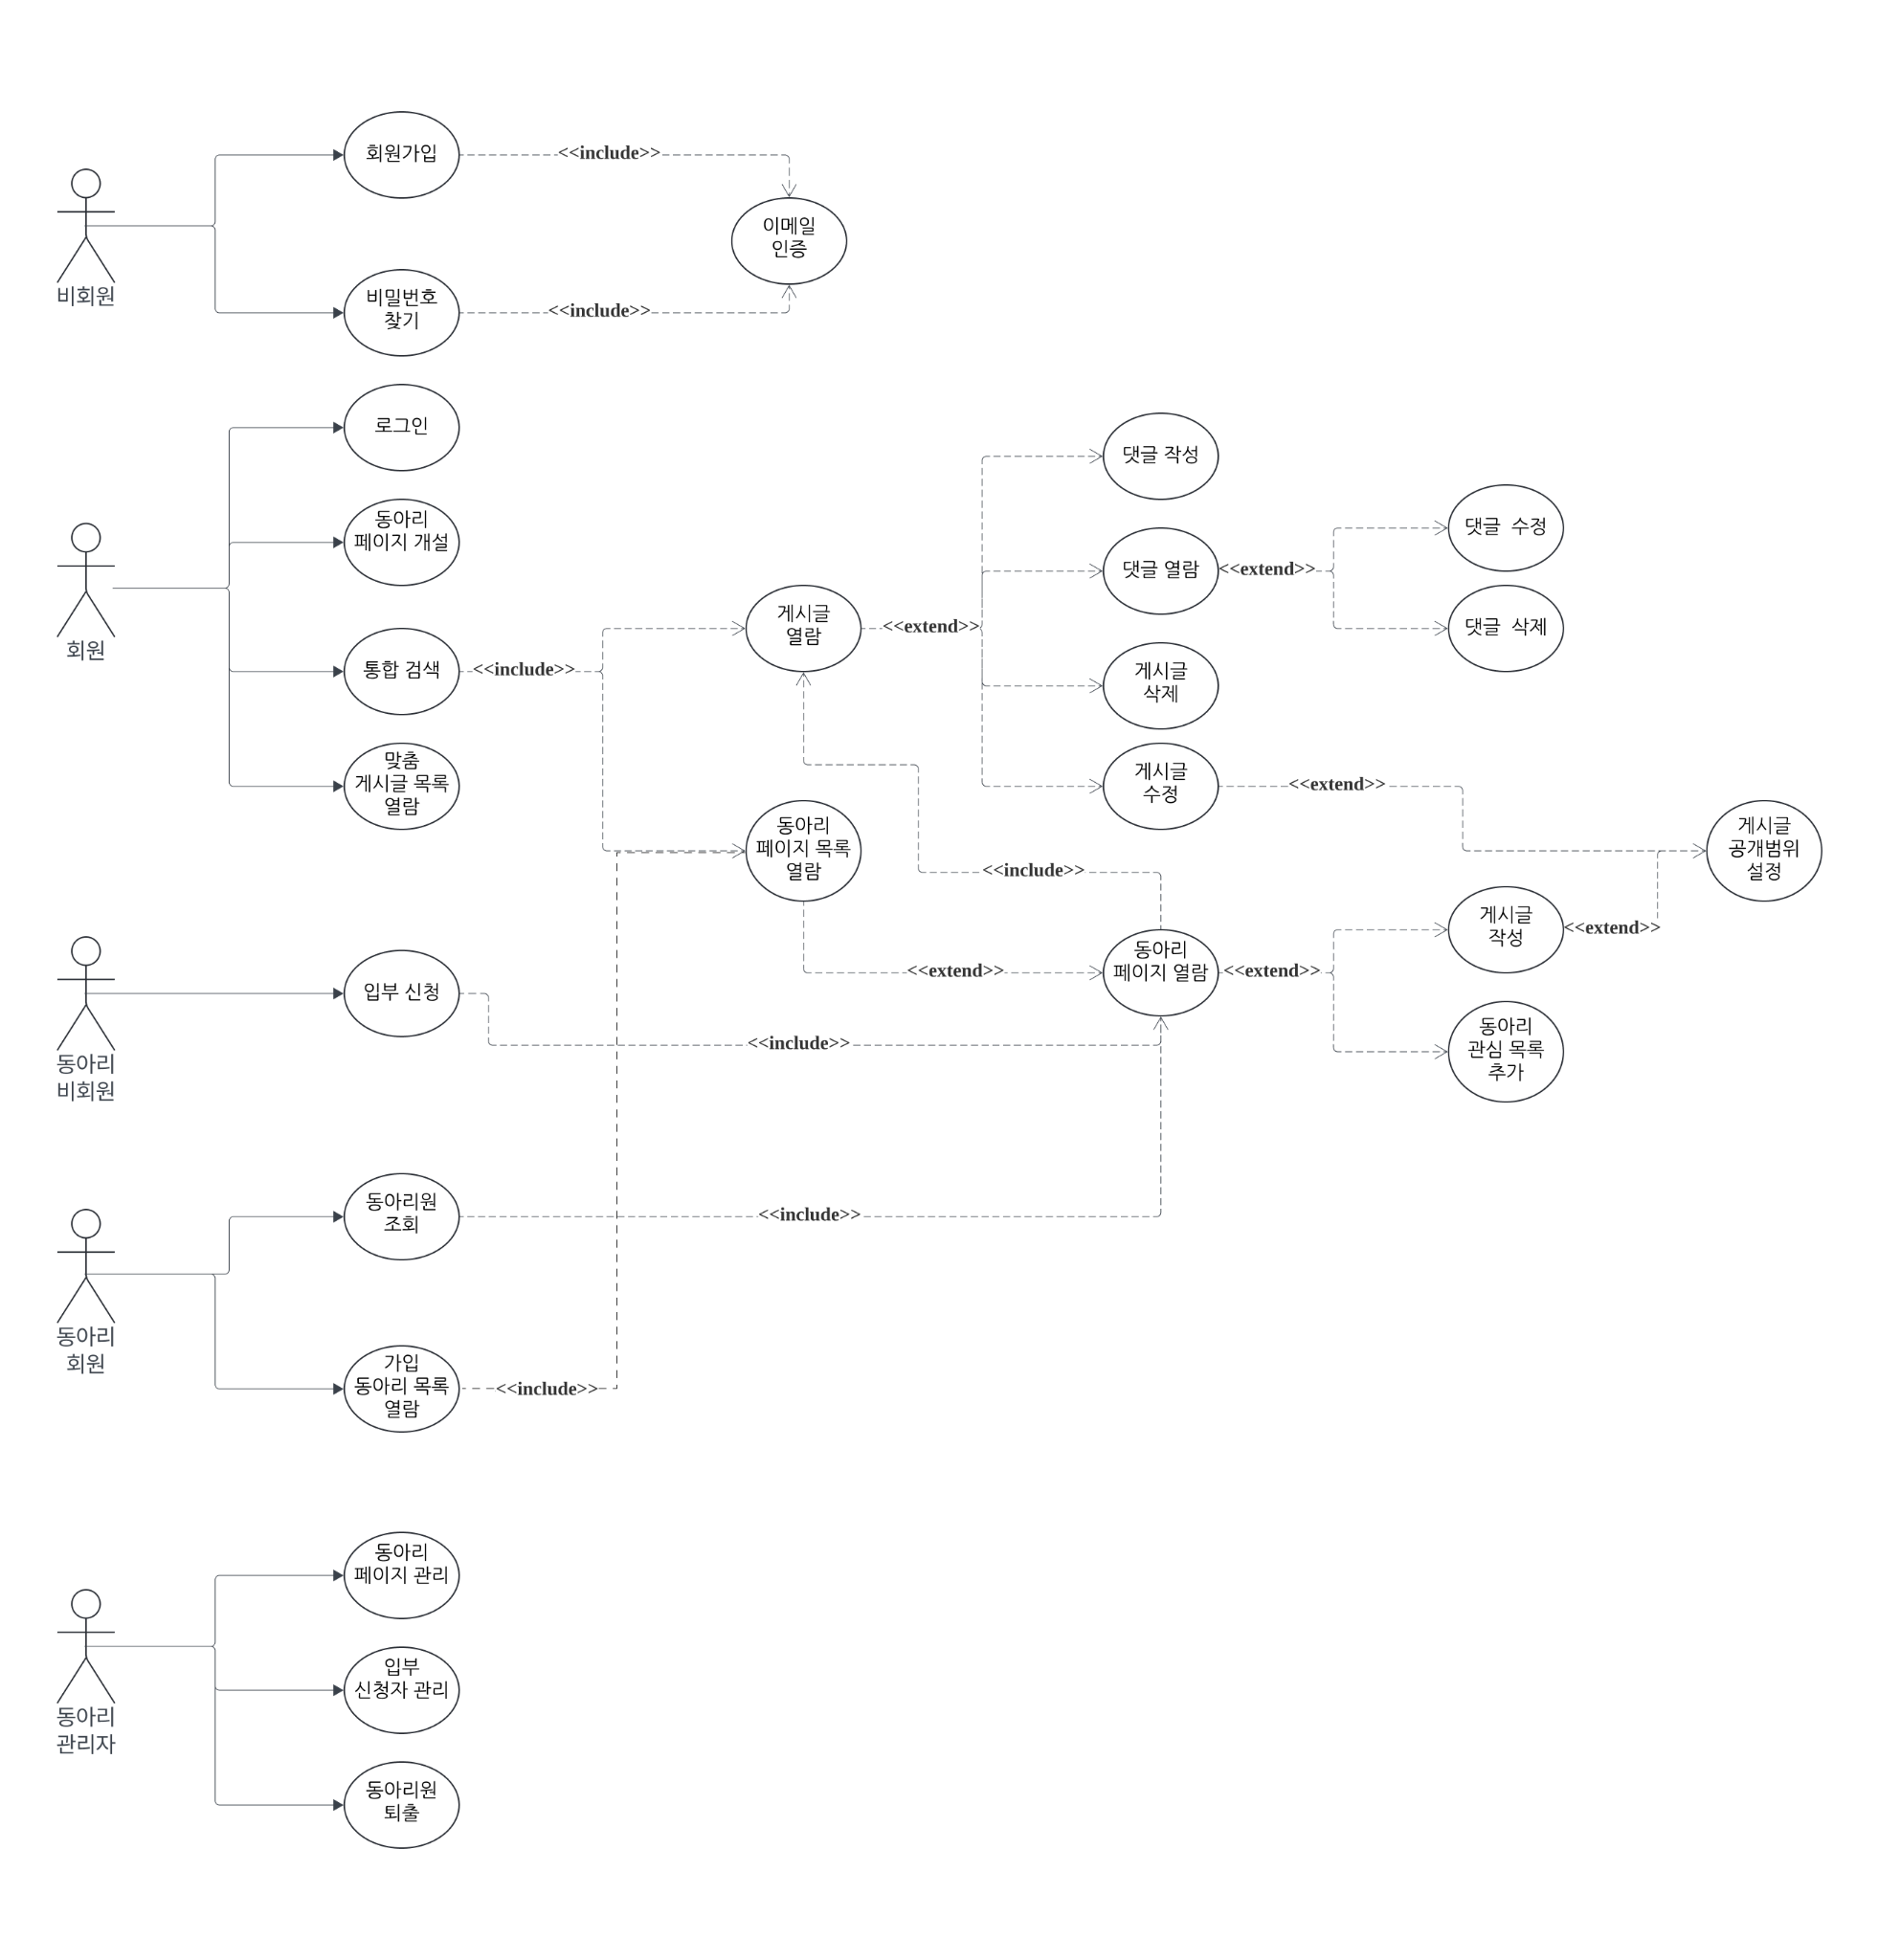 회원가입
<<include>>
이메일
인증
비회원
비밀번호
찾기
<<include>>
로그인
동아리
페이지 개설
회원
통합 검색
<<include>>
맞춤
게시글 목록
열람
게시글
열람
<<extend>>
댓글 작성
댓글 열람
<<extend>>
댓글  수정
댓글  삭제
게시글
삭제
게시글
수정
<<extend>>
게시글
공개범위
설정
동아리
페이지 목록
열람
<<include>>
<<extend>>
동아리
페이지 열람
<<extend>>
게시글
작성
<<extend>>
동아리
관심 목록
추가
동아리
비회원
입부 신청
<<include>>
동아리
회원
동아리원
조회
<<include>>
가입
동아리 목록
열람
<<include>>
동아리
관리자
동아리
페이지 관리
입부
신청자 관리
동아리원
퇴출